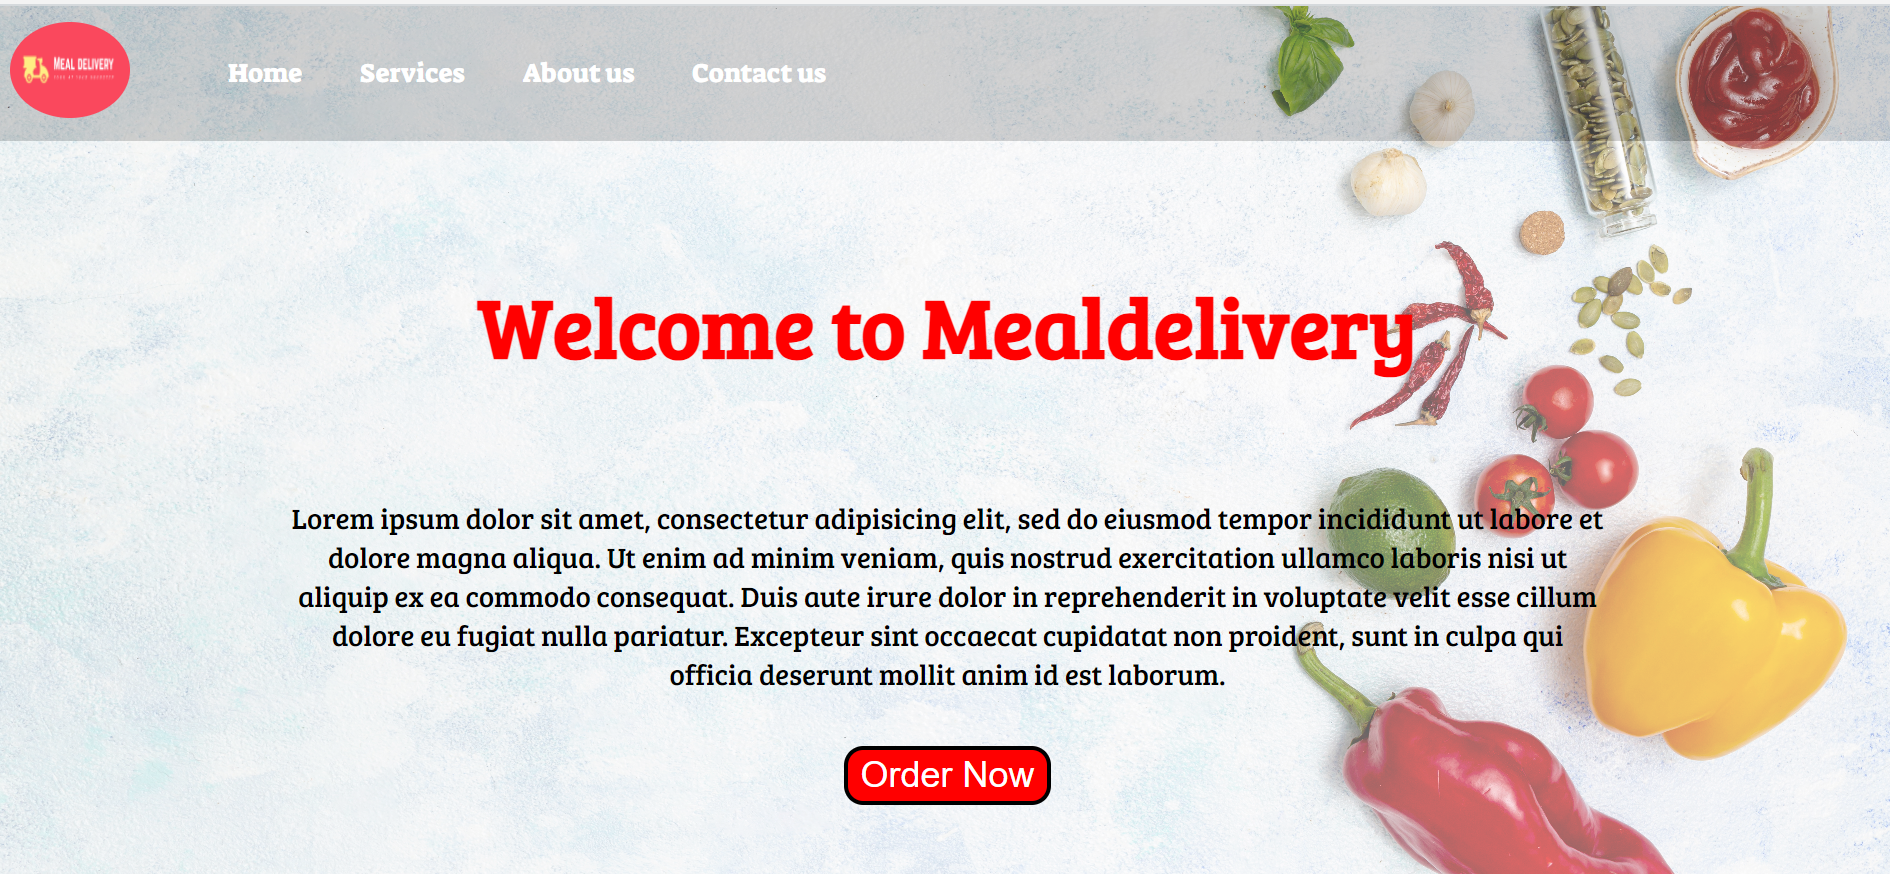 MEAL DELIVERY
Home
Services
About us
Contact us
Welcome to Mealdelivery
Lorem ipsum dolor sit amet, consectetur adipisicing elit, sed do eiusmod tempor incididunt ut labore et
dolore magna aliqua. Ut enim ad minim veniam, quis nostrud exercitation ullamco laboris nisi ut
aliquip ex ea commodo consequat. Duis aute irure dolor in reprehenderit in voluptate velit esse cillum
dolore eu fugiat nulla pariatur. Excepteur sint occaecat cupidatat non proident, sunt in culpa qui
officia deserunt mollit anim id est laborum.
Order Now